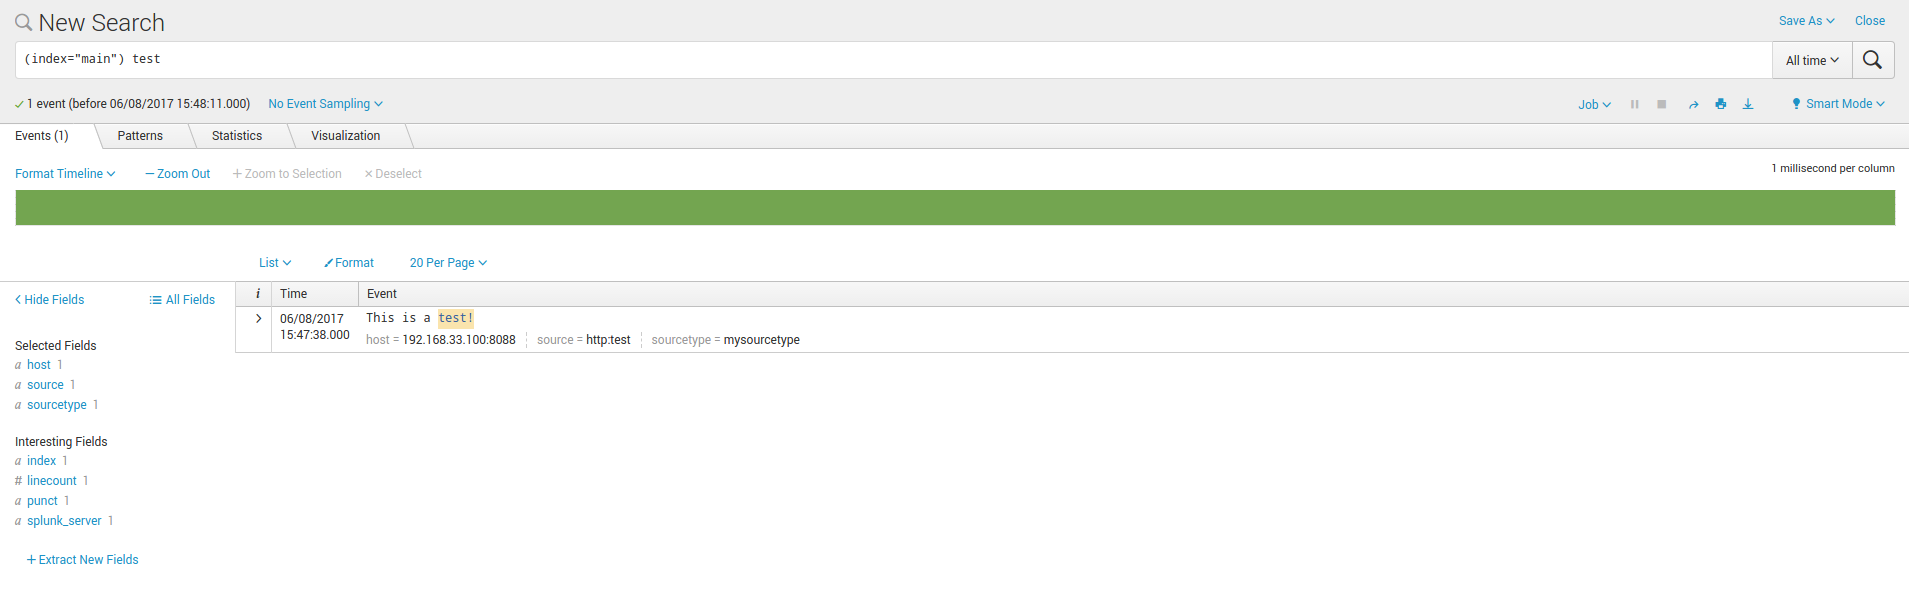 New Search
Save As Close
(index="main") test
All time
1 event (before 06/08/2017 15:48:11.000) No Event Sampling
Job Smart Mode
Events (1) Patterns Statistics Visualization
Format Timeline — Zoom Out + Zoom to Selection × Deselect
1 millisecond per column
List Format 20 Per Page
< Hide Fields All Fields
i Time Event
Selected Fields
a host 1
a source 1
a sourcetype 1
Interesting Fields
a index 1
# linecount 1
a punct 1
a splunk_server 1
+ Extract New Fields
> 06/08/2017
15:47:38.000
This is a test!
host = 192.168.33.100:8088 source = http:test sourcetype = mysourcetype